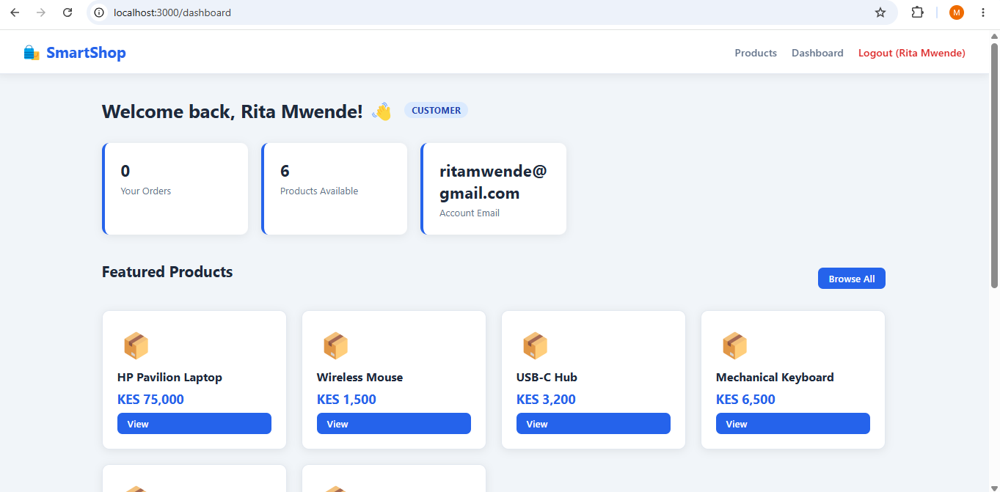 localhost:3000/dashboard
M
SmartShop
Products
Dashboard
Logout (Rita Mwende)
Welcome back, Rita Mwende!
CUSTOMER
0
Your Orders
6
Products Available
ritamwende@
gmail.com
Account Email
Featured Products
Browse All
HP Pavilion Laptop
KES 75,000
View
Wireless Mouse
KES 1,500
View
USB-C Hub
KES 3,200
View
Mechanical Keyboard
KES 6,500
View